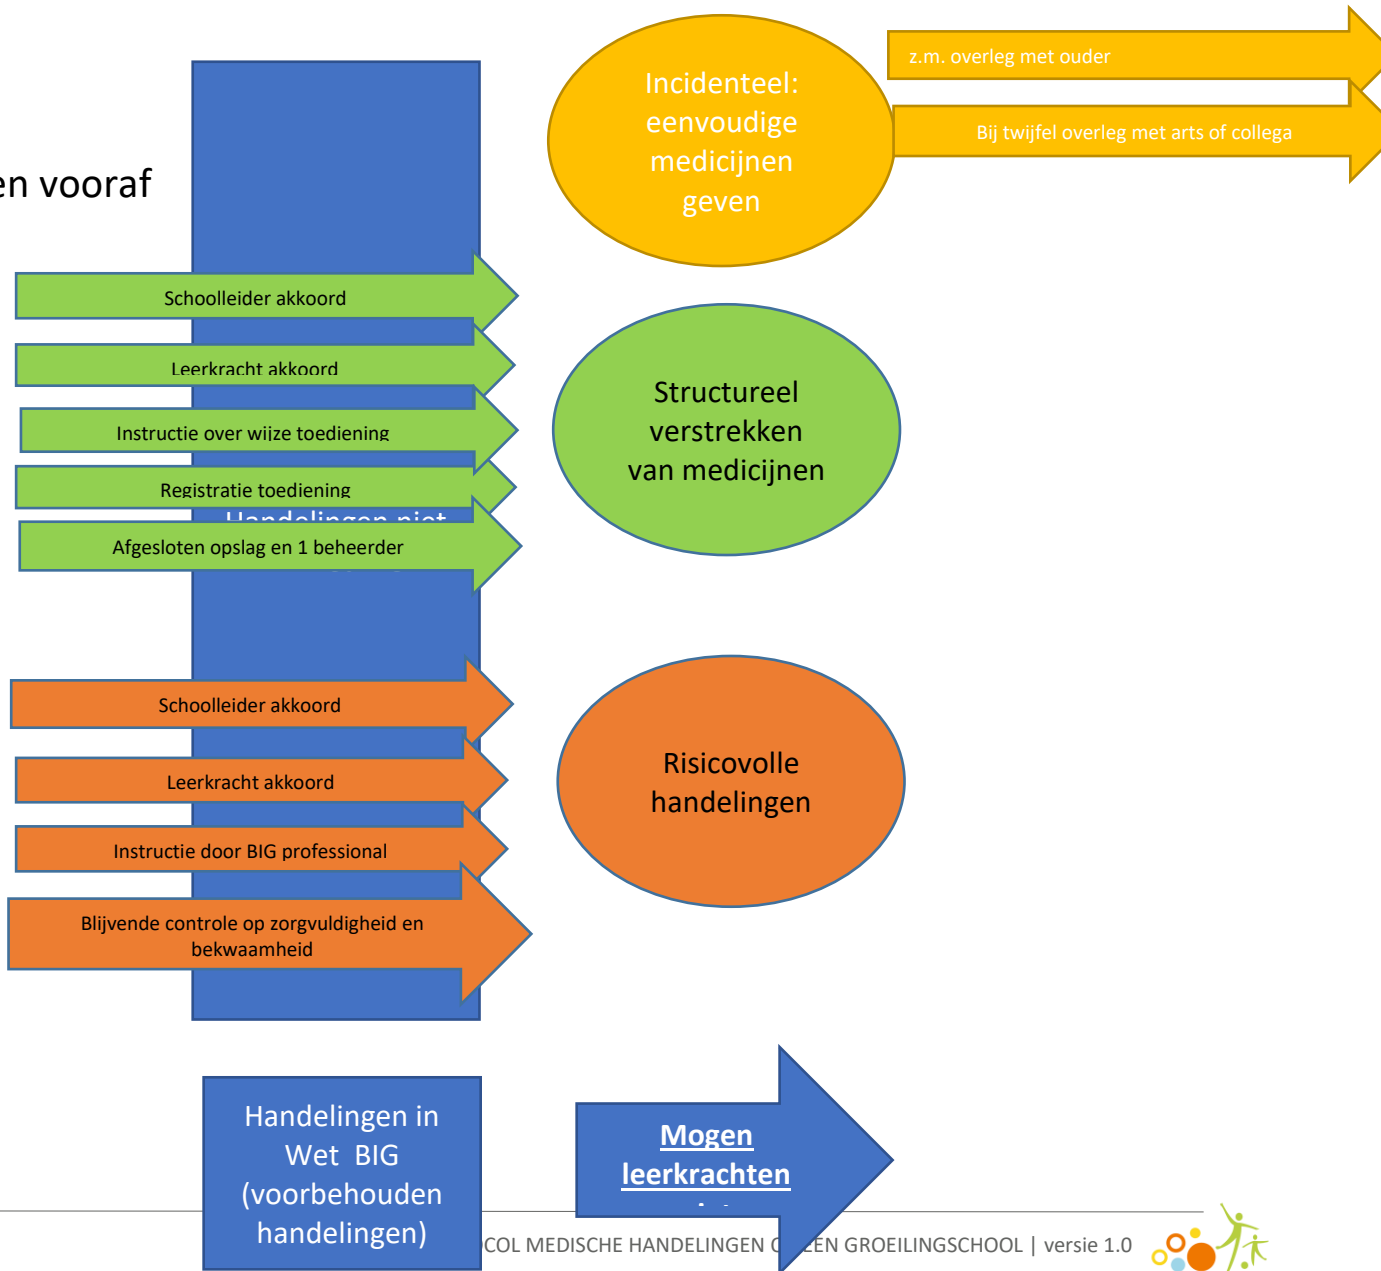 en vooraf
Incidenteel:
eenvoudige
medicijnen
geven
z.m. overleg met ouder
Bij twijfel overleg met arts of collega
Schoolleider akkoord
Leerkracht akkoord
Instructie over wijze toediening
Registratie toediening
Handelingen niet
Afgesloten opslag en 1 beheerder
Structureel
verstrekken
van medicijnen
Schoolleider akkoord
Leerkracht akkoord
Instructie door BIG professional
Blijvende controle op zorgvuldigheid en
bekwaamheid
Risicovolle
handelingen
Handelingen in
Wet BIG
(voorbehouden
handelingen)
Mogen
leerkrachten
COL MEDISCHE HANDELINGEN EEN GROEILINGSCHOOL | versie 1.0